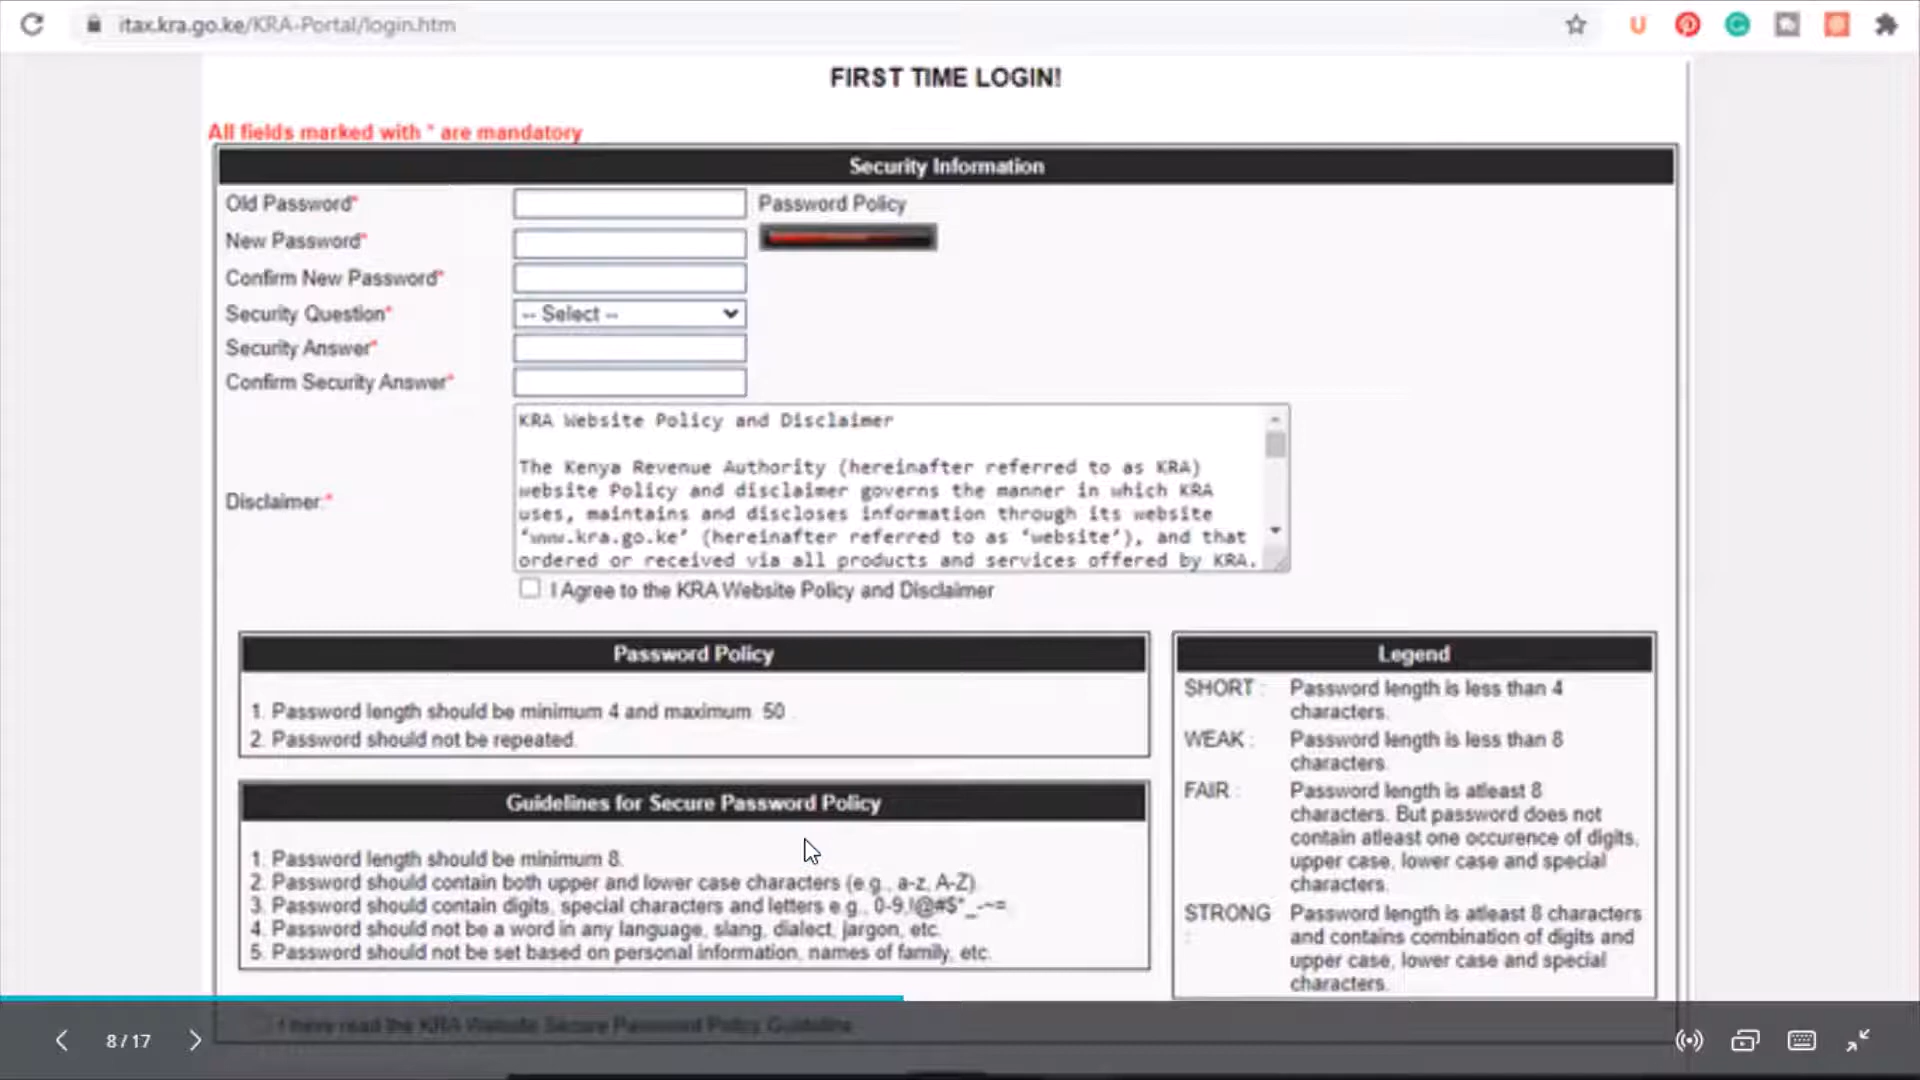 itax.kra.go.ke/KRA-Portal/login.htm
FIRST TIME LOGIN!
All fields marked with * are mandatory
Security Information
Old Password*
Password Policy
New Password*
Confirm New Password*
Security Question*
-- Select --
Security Answer*
Confirm Security Answer*
KRA Website Policy and Disclaimer
The Kenya Revenue Authority (hereinafter referred to as KRA)
website Policy and disclaimer governs the manner in which KRA
uses, maintains and discloses information through its website
‘www.kra.go.ke’ (hereinafter referred to as ‘website’), and that
ordered or received via all products and services offered by KRA.
Disclaimer:*
I Agree to the KRA Website Policy and Disclaimer
Password Policy
1. Password length should be minimum 4 and maximum 50
2. Password should not be repeated.
Guidelines for Secure Password Policy
1. Password length should be minimum 8.
2. Password should contain both upper and lower case characters (e.g., a-z, A-Z)
3. Password should contain digits, special characters and letters e.g., 0-9,!@#$*_-~=.
4. Password should not be a word in any language, slang, dialect, jargon, etc.
5. Password should not be set based on personal information, names of family, etc.
Legend
SHORT : Password length is less than 4
characters.
WEAK : Password length is less than 8
characters.
FAIR : Password length is atleast 8
characters. But password does not
contain atleast one occurence of digits,
upper case, lower case and special
characters.
STRONG : Password length is atleast 8 characters
and contains combination of digits and
upper case, lower case and special
characters.
I have read the KRA Website Secure Password Policy Guideline
8 / 17